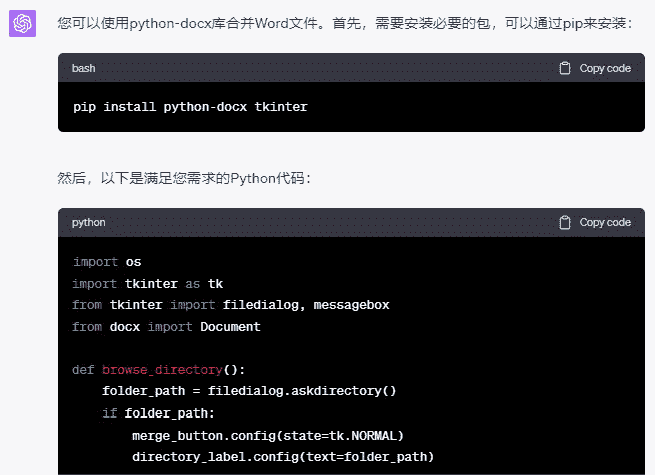 您可以使用python-docx库合并Word文件。首先，需要安装必要的包，可以通过pip来安装：
bash Copy code
pip install python-docx tkinter
然后，以下是满足您需求的Python代码：
python Copy code
import os
import tkinter as tk
from tkinter import filedialog, messagebox
from docx import Document
def browse_directory():
    folder_path = filedialog.askdirectory()
    if folder_path:
        merge_button.config(state=tk.NORMAL)
        directory_label.config(text=folder_path)